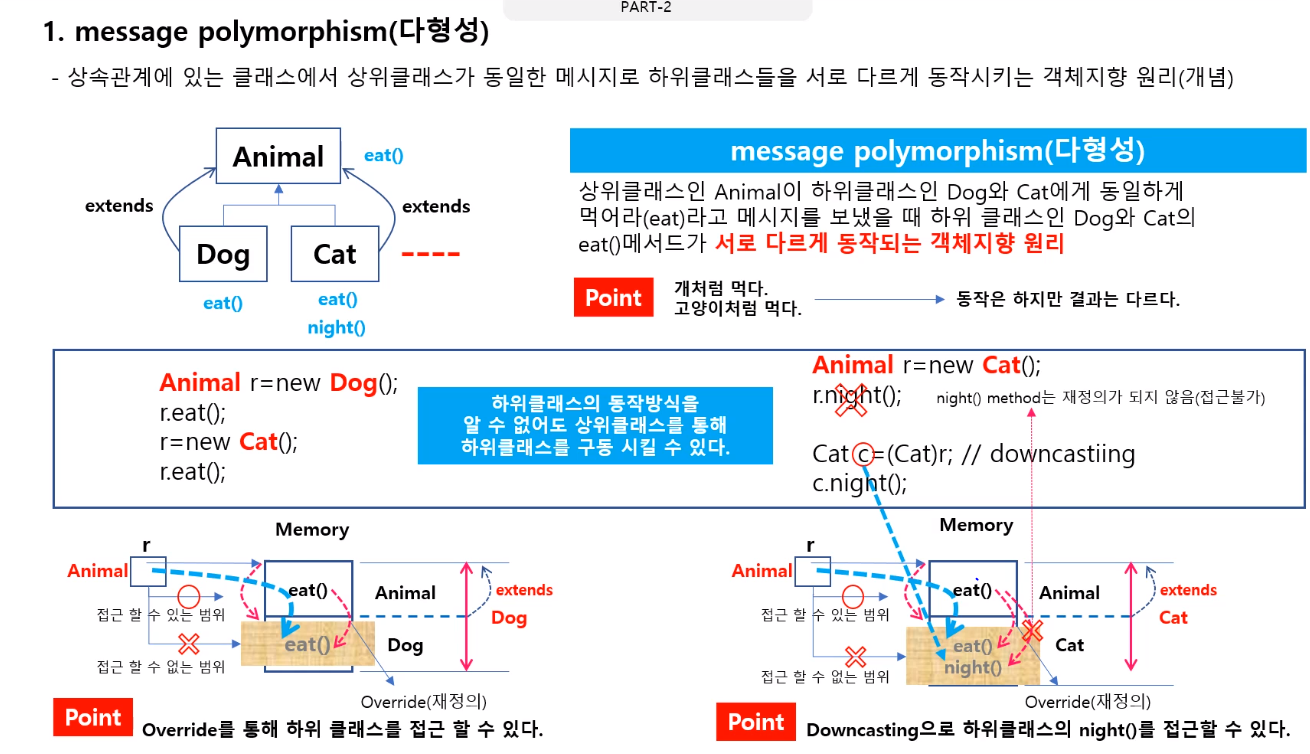 PART-2
1. message polymorphism(다형성)
- 상속관계에 있는 클래스에서 상위클래스가 동일한 메시지로 하위클래스들을 서로 다르게 동작시키는 객체지향 원리(개념)
Animal
eat()
extends
extends
Dog
Cat
----
eat()
eat()
night()
message polymorphism(다형성)
상위클래스인 Animal이 하위클래스인 Dog와 Cat에게 동일하게
먹어라(eat)라고 메시지를 보냈을 때 하위 클래스인 Dog와 Cat의
eat()메서드가 서로 다르게 동작되는 객체지향 원리
Point
개처럼 먹다.
고양이처럼 먹다.
동작은 하지만 결과는 다르다.
Animal r=new Dog();
r.eat();
r=new Cat();
r.eat();
하위클래스의 동작방식을
알 수 없어도 상위클래스를 통해
하위클래스를 구동 시킬 수 있다.
Animal r=new Cat();
r.night();
night() method는 재정의가 되지 않음(접근불가)
Cat c=(Cat)r; // downcastiing
c.night();
Memory
r
Animal
eat()
Animal
extends
Dog
접근 할 수 있는 범위
eat()
Dog
접근 할 수 없는 범위
Override(재정의)
Point
Override를 통해 하위 클래스를 접근 할 수 있다.
Memory
r
Animal
eat()
Animal
extends
Cat
접근 할 수 있는 범위
eat()
night()
Cat
접근 할 수 없는 범위
Override(재정의)
Point
Downcasting으로 하위클래스의 night()를 접근할 수 있다.